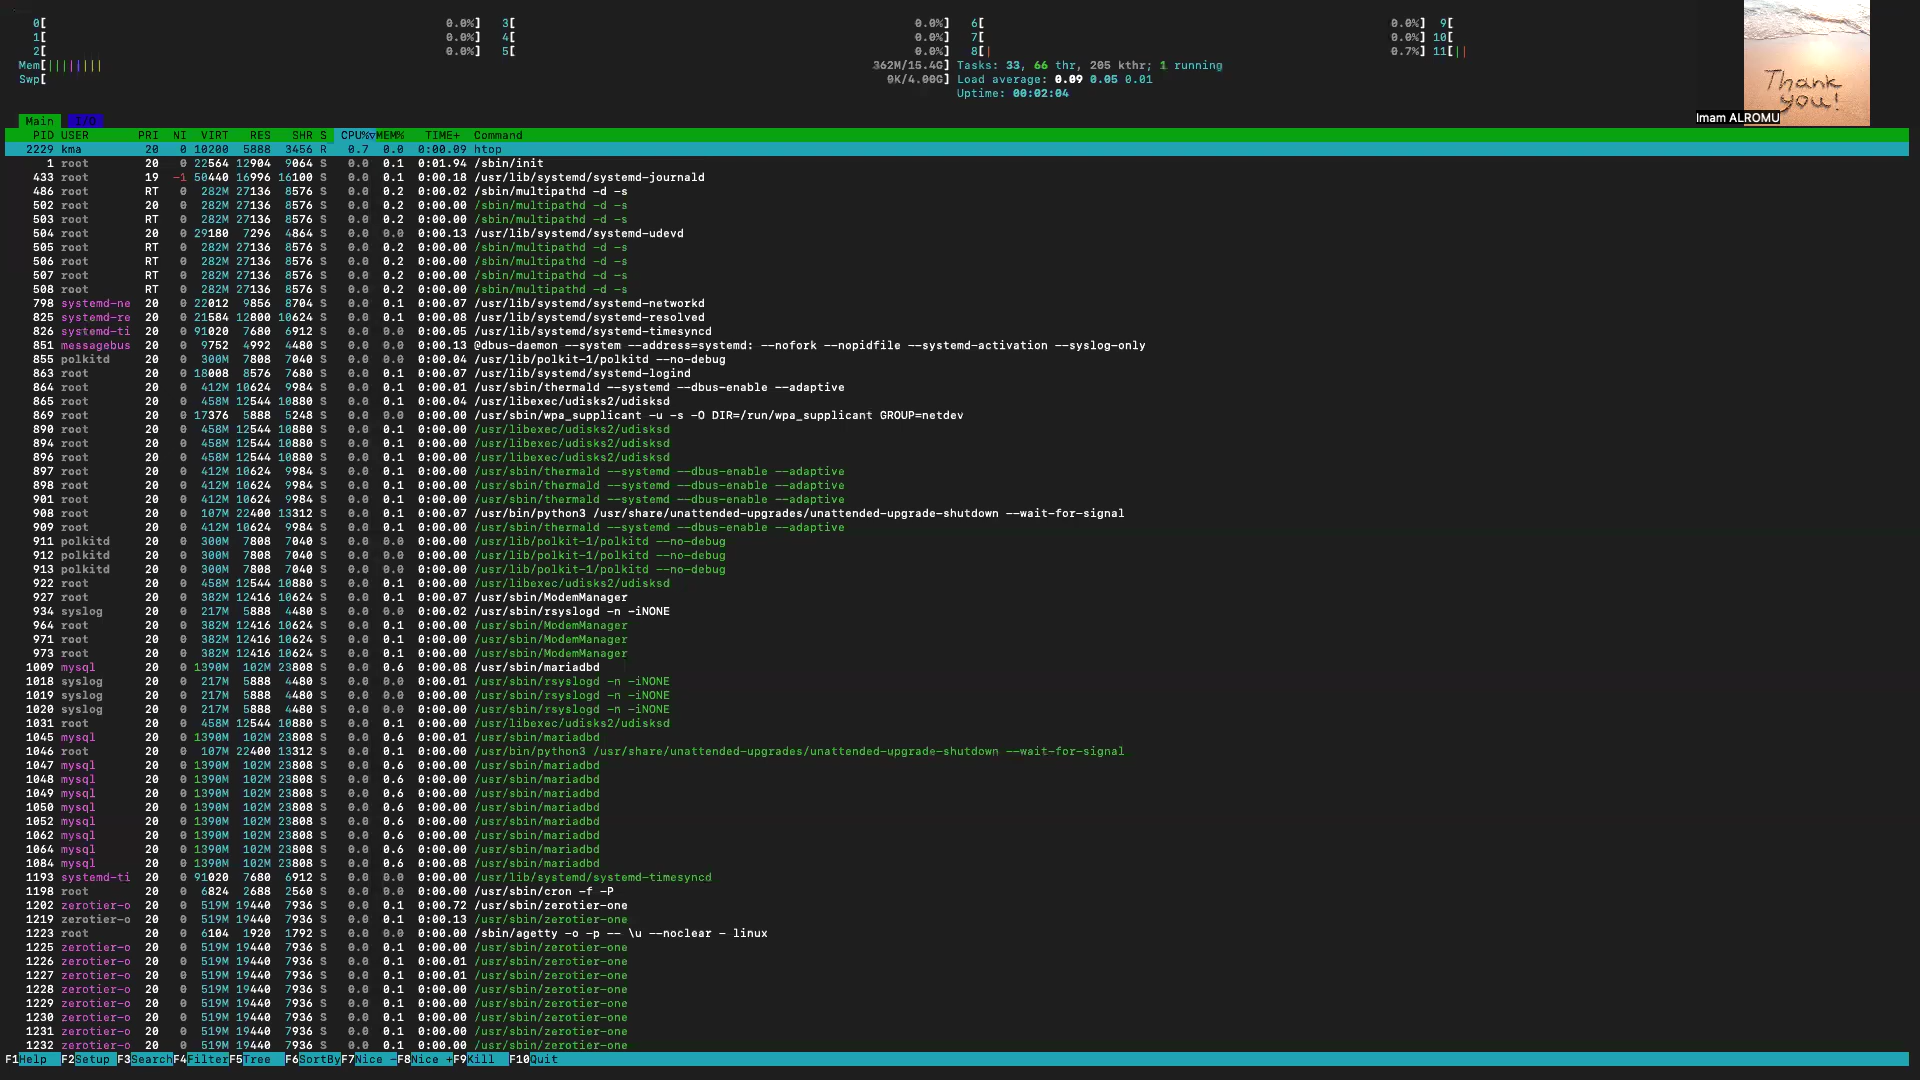 0[ 0.0%] 3[ 0.0%] 6[ 0.0%] 9[
1[ 0.0%] 4[ 0.0%] 7[ 0.0%] 10[
2[ 0.0%] 5[ 0.0%] 8[| 0.7%] 11[||
Mem[|||||||| 362M/15.4G] Tasks: 33, 66 thr, 205 kthr; 1 running
Swp[ 0K/4.00G] Load average: 0.09 0.05 0.01
Uptime: 00:02:04
Thank
you!
Imam ALROMU
Main I/O
PID USER PRI NI VIRT RES SHR S CPU%▽MEM% TIME+ Command
2229 kma 20 0 10200 5888 3456 R 0.7 0.0 0:00.09 htop
1 root 20 0 22564 12904 9064 S 0.0 0.1 0:01.94 /sbin/init
433 root 19 -1 50440 16996 16100 S 0.0 0.1 0:00.18 /usr/lib/systemd/systemd-journald
486 root RT 0 282M 27136 8576 S 0.0 0.2 0:00.02 /sbin/multipathd -d -s
502 root 20 0 282M 27136 8576 S 0.0 0.2 0:00.00 /sbin/multipathd -d -s
503 root RT 0 282M 27136 8576 S 0.0 0.2 0:00.00 /sbin/multipathd -d -s
504 root 20 0 29180 7296 4864 S 0.0 0.0 0:00.13 /usr/lib/systemd/systemd-udevd
505 root RT 0 282M 27136 8576 S 0.0 0.2 0:00.00 /sbin/multipathd -d -s
506 root RT 0 282M 27136 8576 S 0.0 0.2 0:00.00 /sbin/multipathd -d -s
507 root RT 0 282M 27136 8576 S 0.0 0.2 0:00.00 /sbin/multipathd -d -s
508 root RT 0 282M 27136 8576 S 0.0 0.2 0:00.00 /sbin/multipathd -d -s
798 systemd-ne 20 0 22012 9856 8704 S 0.0 0.1 0:00.07 /usr/lib/systemd/systemd-networkd
825 systemd-re 20 0 21584 12800 10624 S 0.0 0.1 0:00.08 /usr/lib/systemd/systemd-resolved
826 systemd-ti 20 0 91020 7680 6912 S 0.0 0.0 0:00.05 /usr/lib/systemd/systemd-timesyncd
851 messagebus 20 0 9752 4992 4480 S 0.0 0.0 0:00.13 @dbus-daemon --system --address=systemd: --nofork --nopidfile --systemd-activation --syslog-only
855 polkitd 20 0 300M 7808 7040 S 0.0 0.0 0:00.04 /usr/lib/polkit-1/polkitd --no-debug
863 root 20 0 18008 8576 7680 S 0.0 0.1 0:00.07 /usr/lib/systemd/systemd-logind
864 root 20 0 412M 10624 9984 S 0.0 0.1 0:00.01 /usr/sbin/thermald --systemd --dbus-enable --adaptive
865 root 20 0 458M 12544 10880 S 0.0 0.1 0:00.04 /usr/libexec/udisks2/udisksd
869 root 20 0 17376 5888 5248 S 0.0 0.0 0:00.00 /usr/sbin/wpa_supplicant -u -s -O DIR=/run/wpa_supplicant GROUP=netdev
890 root 20 0 458M 12544 10880 S 0.0 0.1 0:00.00 /usr/libexec/udisks2/udisksd
894 root 20 0 458M 12544 10880 S 0.0 0.1 0:00.00 /usr/libexec/udisks2/udisksd
896 root 20 0 458M 12544 10880 S 0.0 0.1 0:00.00 /usr/libexec/udisks2/udisksd
897 root 20 0 412M 10624 9984 S 0.0 0.1 0:00.00 /usr/sbin/thermald --systemd --dbus-enable --adaptive
898 root 20 0 412M 10624 9984 S 0.0 0.1 0:00.00 /usr/sbin/thermald --systemd --dbus-enable --adaptive
901 root 20 0 412M 10624 9984 S 0.0 0.1 0:00.00 /usr/sbin/thermald --systemd --dbus-enable --adaptive
908 root 20 0 107M 22400 13312 S 0.0 0.1 0:00.07 /usr/bin/python3 /usr/share/unattended-upgrades/unattended-upgrade-shutdown --wait-for-signal
909 root 20 0 412M 10624 9984 S 0.0 0.1 0:00.00 /usr/sbin/thermald --systemd --dbus-enable --adaptive
911 polkitd 20 0 300M 7808 7040 S 0.0 0.0 0:00.00 /usr/lib/polkit-1/polkitd --no-debug
912 polkitd 20 0 300M 7808 7040 S 0.0 0.0 0:00.00 /usr/lib/polkit-1/polkitd --no-debug
913 polkitd 20 0 300M 7808 7040 S 0.0 0.0 0:00.00 /usr/lib/polkit-1/polkitd --no-debug
922 root 20 0 458M 12544 10880 S 0.0 0.1 0:00.00 /usr/libexec/udisks2/udisksd
927 root 20 0 382M 12416 10624 S 0.0 0.1 0:00.07 /usr/sbin/ModemManager
934 syslog 20 0 217M 5888 4480 S 0.0 0.0 0:00.02 /usr/sbin/rsyslogd -n -iNONE
964 root 20 0 382M 12416 10624 S 0.0 0.1 0:00.00 /usr/sbin/ModemManager
971 root 20 0 382M 12416 10624 S 0.0 0.1 0:00.00 /usr/sbin/ModemManager
973 root 20 0 382M 12416 10624 S 0.0 0.1 0:00.00 /usr/sbin/ModemManager
1009 mysql 20 0 1390M 102M 23808 S 0.0 0.6 0:00.08 /usr/sbin/mariadbd
1018 syslog 20 0 217M 5888 4480 S 0.0 0.0 0:00.01 /usr/sbin/rsyslogd -n -iNONE
1019 syslog 20 0 217M 5888 4480 S 0.0 0.0 0:00.00 /usr/sbin/rsyslogd -n -iNONE
1020 syslog 20 0 217M 5888 4480 S 0.0 0.0 0:00.00 /usr/sbin/rsyslogd -n -iNONE
1031 root 20 0 458M 12544 10880 S 0.0 0.1 0:00.00 /usr/libexec/udisks2/udisksd
1045 mysql 20 0 1390M 102M 23808 S 0.0 0.6 0:00.01 /usr/sbin/mariadbd
1046 root 20 0 107M 22400 13312 S 0.0 0.1 0:00.00 /usr/bin/python3 /usr/share/unattended-upgrades/unattended-upgrade-shutdown --wait-for-signal
1047 mysql 20 0 1390M 102M 23808 S 0.0 0.6 0:00.00 /usr/sbin/mariadbd
1048 mysql 20 0 1390M 102M 23808 S 0.0 0.6 0:00.00 /usr/sbin/mariadbd
1049 mysql 20 0 1390M 102M 23808 S 0.0 0.6 0:00.00 /usr/sbin/mariadbd
1050 mysql 20 0 1390M 102M 23808 S 0.0 0.6 0:00.00 /usr/sbin/mariadbd
1052 mysql 20 0 1390M 102M 23808 S 0.0 0.6 0:00.00 /usr/sbin/mariadbd
1062 mysql 20 0 1390M 102M 23808 S 0.0 0.6 0:00.00 /usr/sbin/mariadbd
1064 mysql 20 0 1390M 102M 23808 S 0.0 0.6 0:00.00 /usr/sbin/mariadbd
1084 mysql 20 0 1390M 102M 23808 S 0.0 0.6 0:00.08 /usr/sbin/mariadbd
1193 systemd-ti 20 0 91020 7680 6912 S 0.0 0.0 0:00.00 /usr/lib/systemd/systemd-timesyncd
1198 root 20 0 6824 2688 2560 S 0.0 0.0 0:00.00 /usr/sbin/cron -f -P
1202 zerotier-o 20 0 519M 19440 7936 S 0.0 0.1 0:00.72 /usr/sbin/zerotier-one
1219 zerotier-o 20 0 519M 19440 7936 S 0.0 0.1 0:00.13 /usr/sbin/zerotier-one
1223 root 20 0 6104 1920 1792 S 0.0 0.0 0:00.00 /sbin/agetty -o -p -- \u --noclear - linux
1225 zerotier-o 20 0 519M 19440 7936 S 0.0 0.1 0:00.00 /usr/sbin/zerotier-one
1226 zerotier-o 20 0 519M 19440 7936 S 0.0 0.1 0:00.01 /usr/sbin/zerotier-one
1227 zerotier-o 20 0 519M 19440 7936 S 0.0 0.1 0:00.01 /usr/sbin/zerotier-one
1228 zerotier-o 20 0 519M 19440 7936 S 0.0 0.1 0:00.00 /usr/sbin/zerotier-one
1229 zerotier-o 20 0 519M 19440 7936 S 0.0 0.1 0:00.00 /usr/sbin/zerotier-one
1230 zerotier-o 20 0 519M 19440 7936 S 0.0 0.1 0:00.00 /usr/sbin/zerotier-one
1231 zerotier-o 20 0 519M 19440 7936 S 0.0 0.1 0:00.00 /usr/sbin/zerotier-one
1232 zerotier-o 20 0 519M 19440 7936 S 0.0 0.1 0:00.00 /usr/sbin/zerotier-one
F1Help F2Setup F3SearchF4FilterF5Tree F6SortByF7Nice -F8Nice +F9Kill F10Quit